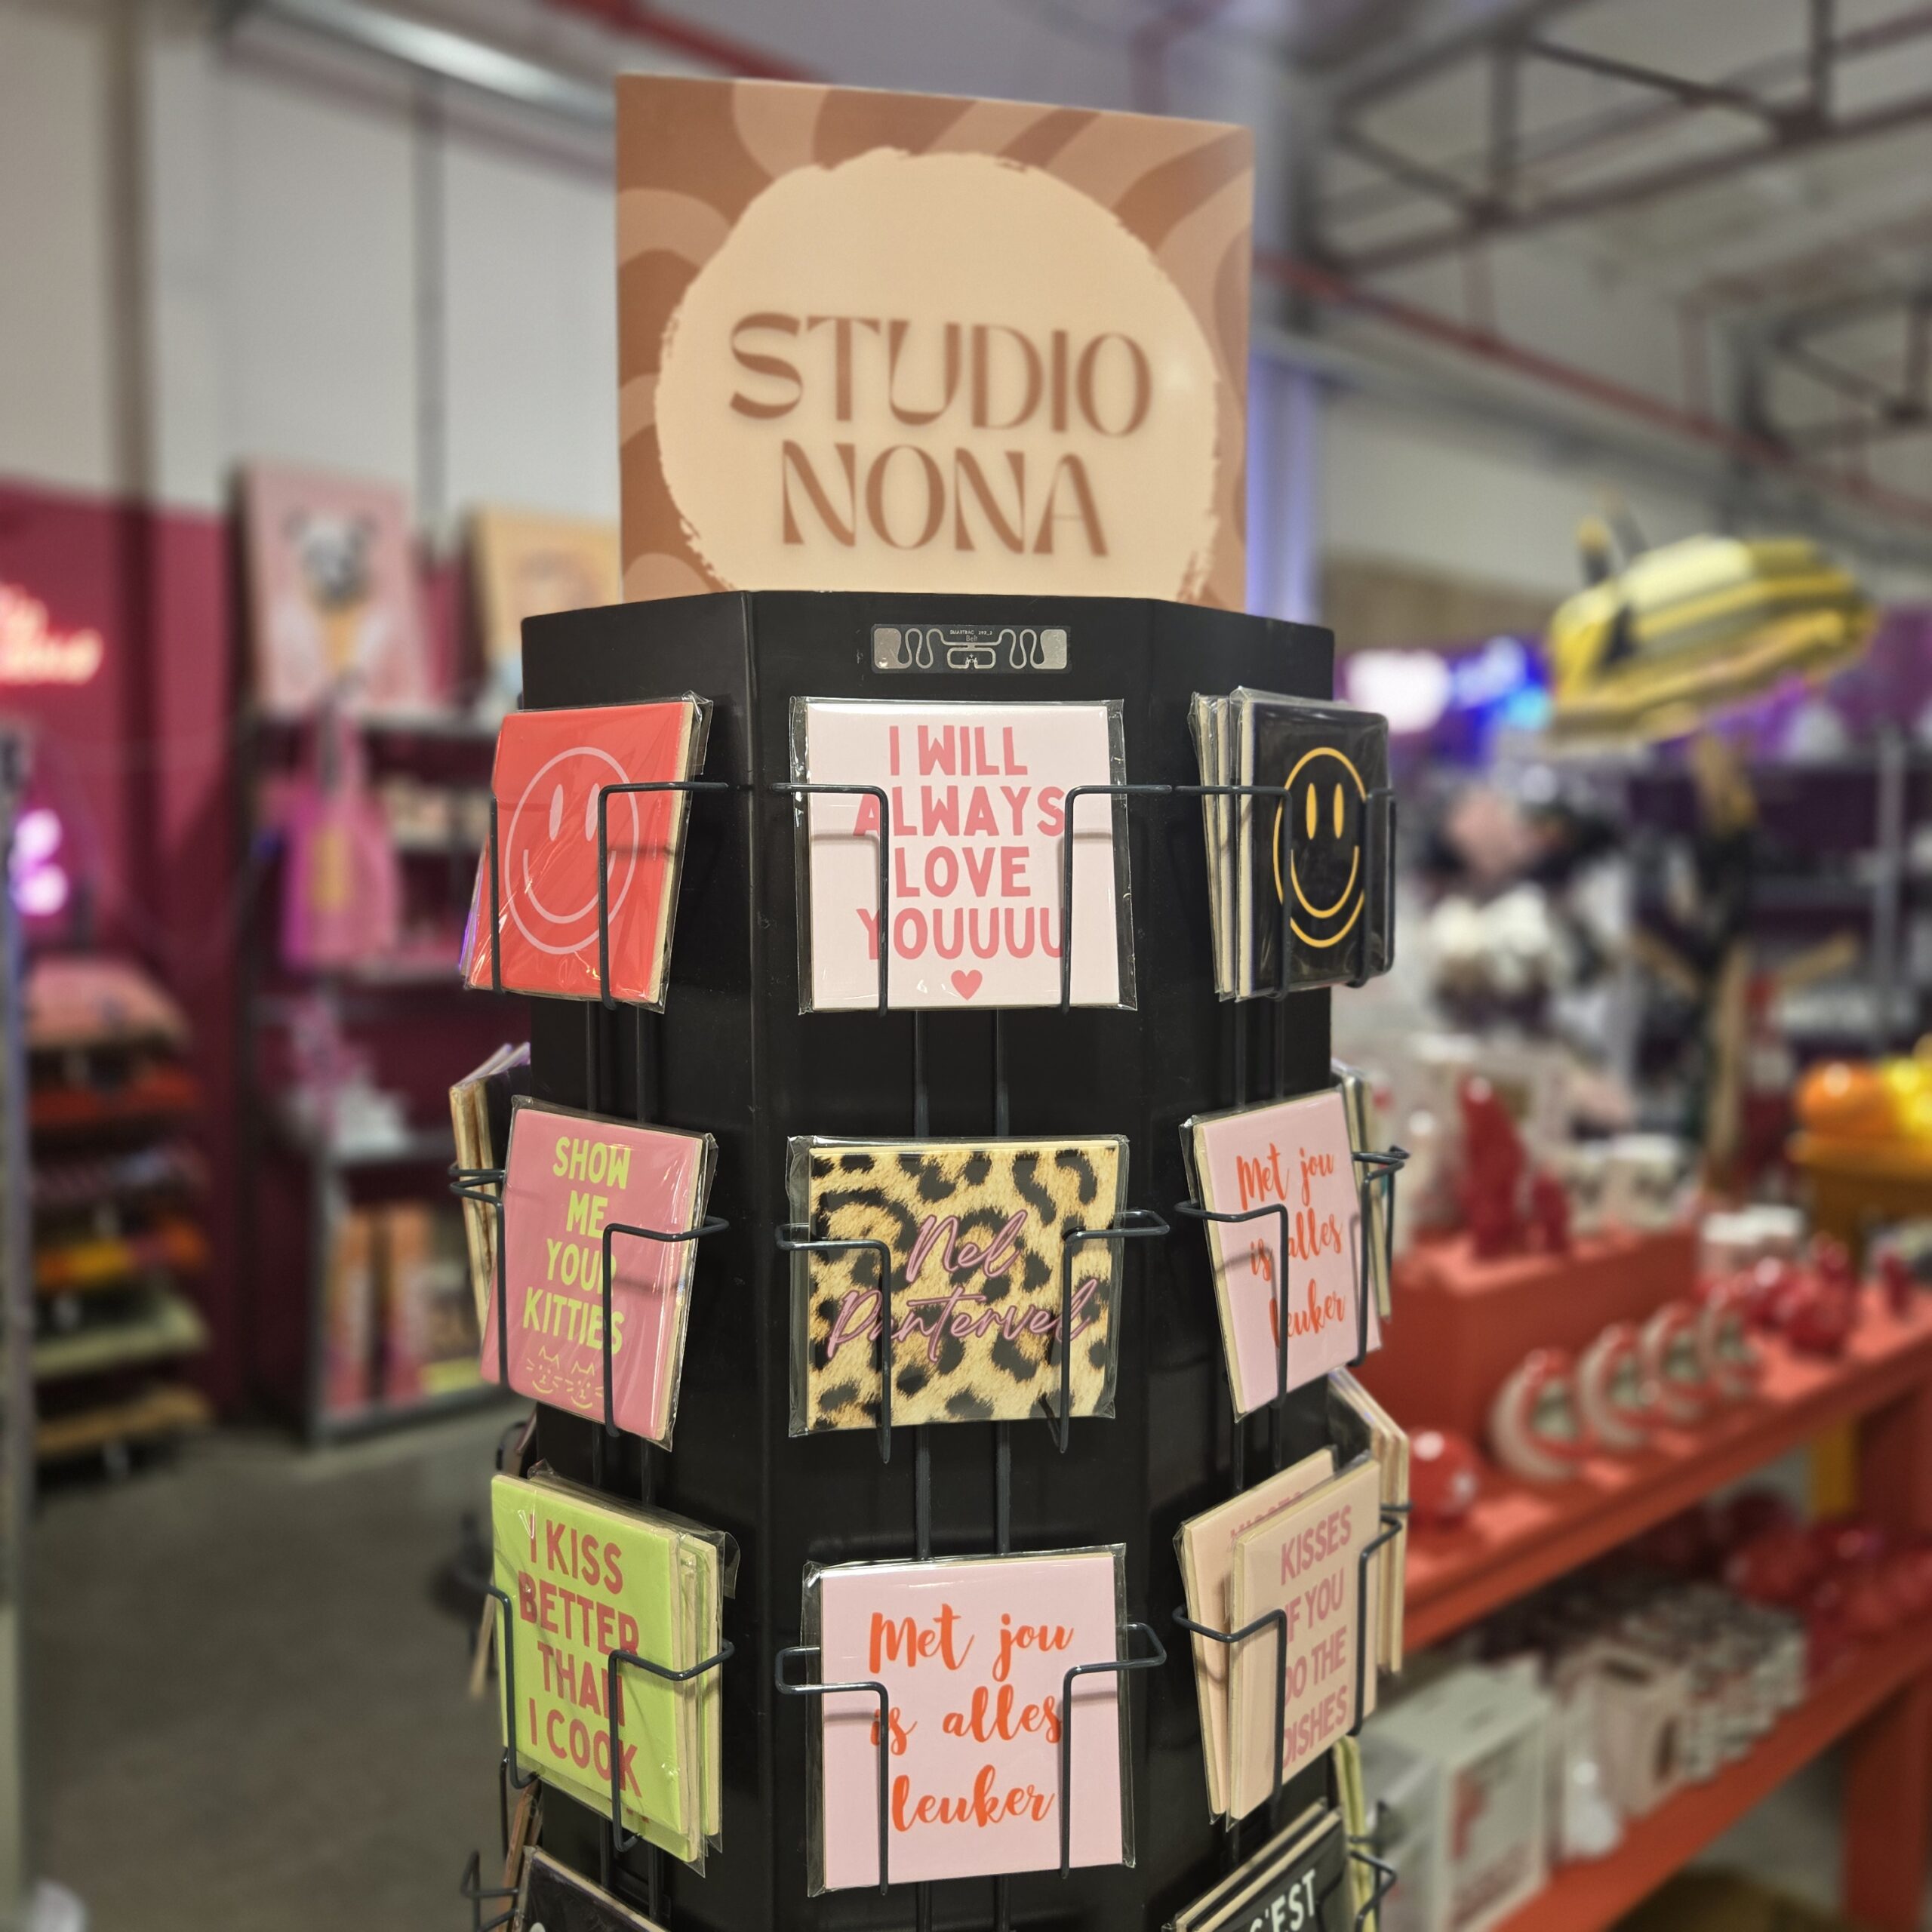 STUDIO
NONA
I WILL
ALWAYS
LOVE
YOUUUU
SHOW
ME
YOUR
KITTIES
Nel
Pantervel
Met jou
is alles
leuker
I KISS
BETTER
THAN
I COOK
Met jou
is alles
leuker
KISSES
IF YOU
DO THE
DISHES